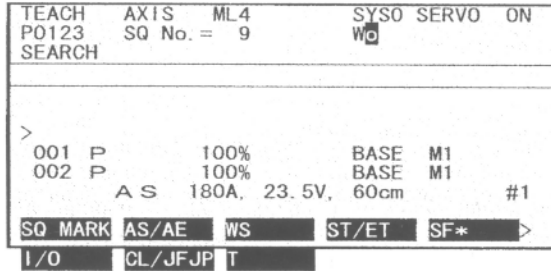 TEACH AXIS ML4 SYSO SERVO ON
PO123 SQ No. = 9 Wo
SEARCH
>
001 P 100% BASE M1
002 P 100% BASE M1
AS 180A, 23.5V, 60cm #1
SQ MARK AS/AE WS ST/ET SF* >
I/O CL/JFJP T